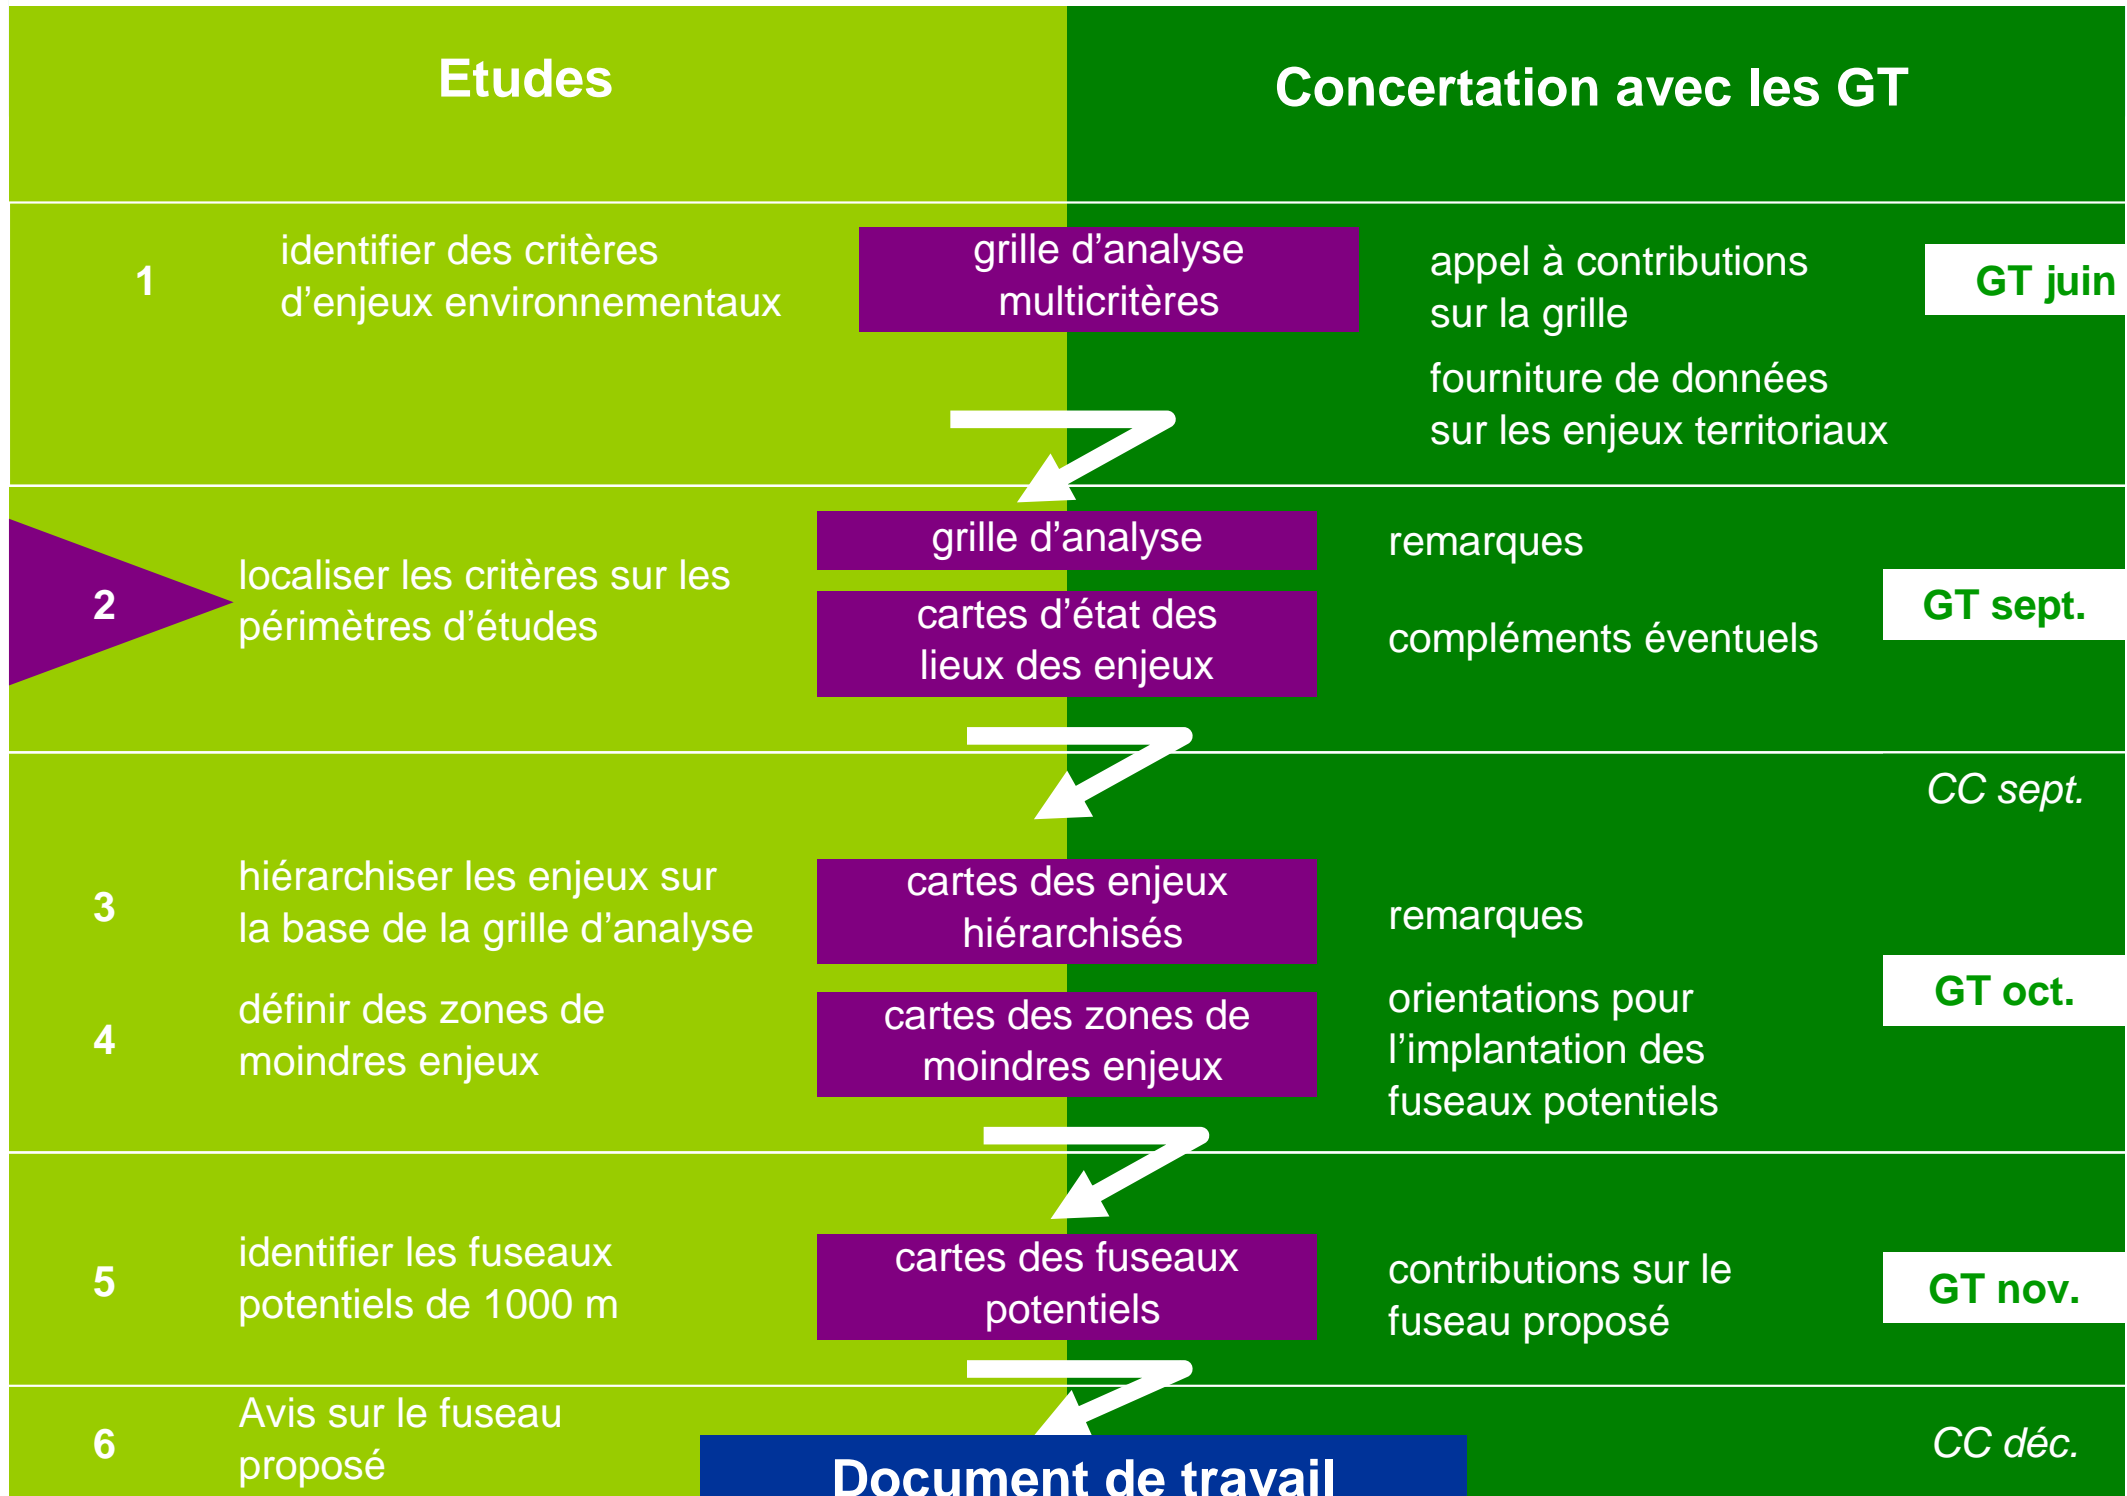 Etudes
Concertation avec les GT
1
identifier des critères
d’enjeux environnementaux
grille d’analyse
multicritères
appel à contributions
sur la grille
fourniture de données
sur les enjeux territoriaux
GT juin
2
localiser les critères sur les
périmètres d’études
grille d’analyse
cartes d’état des
lieux des enjeux
remarques
compléments éventuels
GT sept.
CC sept.
3
hiérarchiser les enjeux sur
la base de la grille d’analyse
cartes des enjeux
hiérarchisés
remarques
4
définir des zones de
moindres enjeux
cartes des zones de
moindres enjeux
orientations pour
l’implantation des
fuseaux potentiels
GT oct.
5
identifier les fuseaux
potentiels de 1000 m
cartes des fuseaux
potentiels
contributions sur le
fuseau proposé
GT nov.
6
Avis sur le fuseau
proposé
CC déc.
Document de travail